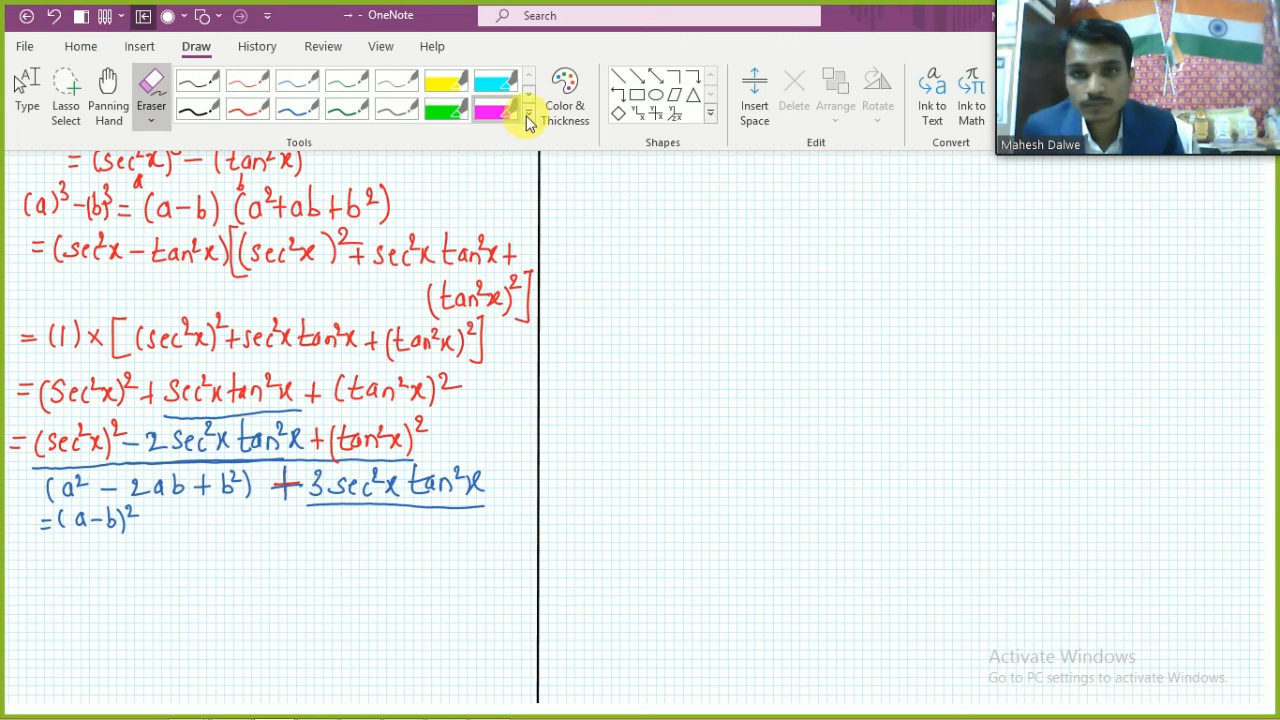 → - OneNote
Search
M
File Home Insert Draw History Review View Help
Type
Lasso Select
Panning Hand
Eraser
Color & Thickness
Insert Space
Delete
Arrange
Rotate
Ink to Text
Ink to Math
Tools
Shapes
Edit
Convert
Mahesh Dalwe
= (sec²x) − (tan²x)
a b
(a)³ −(b)³ = (a−b) (a²+ab+b²)
= (sec²x − tan²x)[(sec²x)² + sec²x tan²x +
(tan²x)²]
= (1) × [(sec²x)² + sec²x tan²x + (tan²x)²]
= (Sec²x)² + sec²x tan²x + (tan²x)²
= (sec²x)² − 2 sec²x tan²x + (tan²x)²
(a² − 2ab + b²) + 3 sec²x tan²x
= (a−b)²
Activate Windows
Go to PC settings to activate Windows.